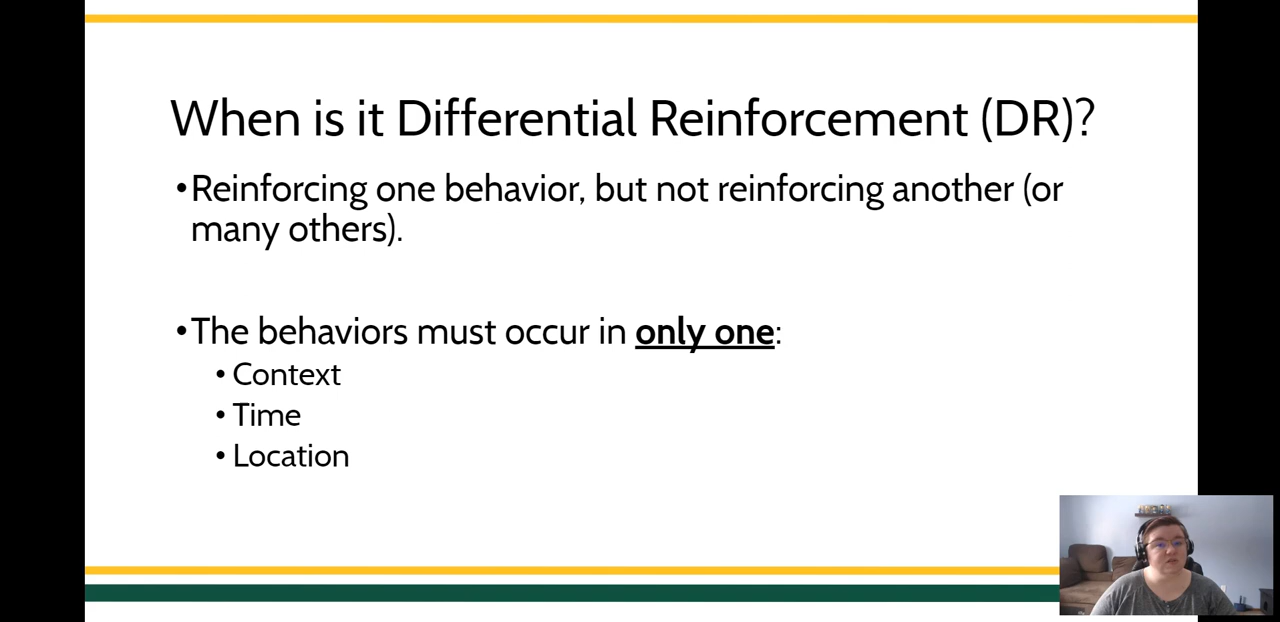 When is it Differential Reinforcement (DR)?
•Reinforcing one behavior, but not reinforcing another (or
many others).
•The behaviors must occur in only one:
• Context
• Time
• Location